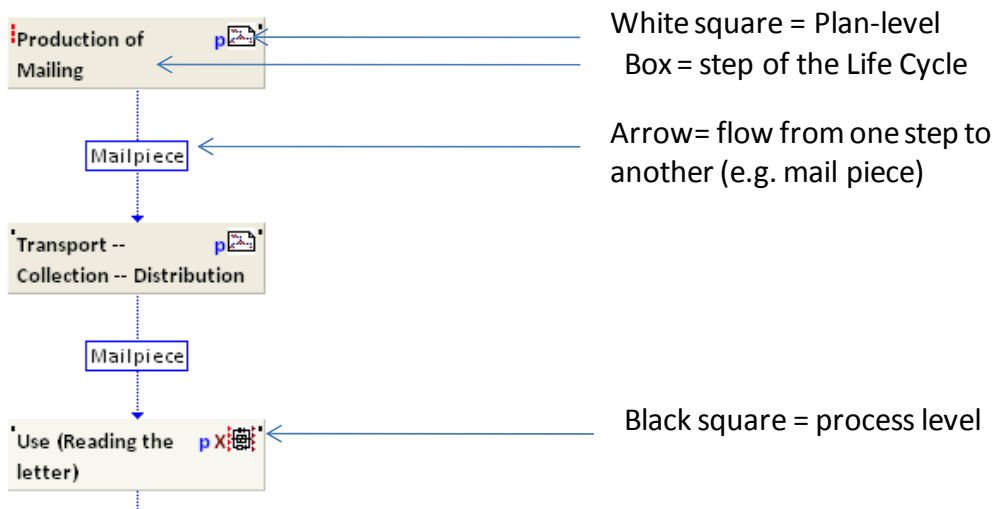 Production of p
Mailing
White square = Plan-level
Box = step of the Life Cycle
Mailpiece
Arrow= flow from one step to
another (e.g. mail piece)
Transport -- p
Collection -- Distribution
Mailpiece
Use (Reading the p X
letter)
Black square = process level